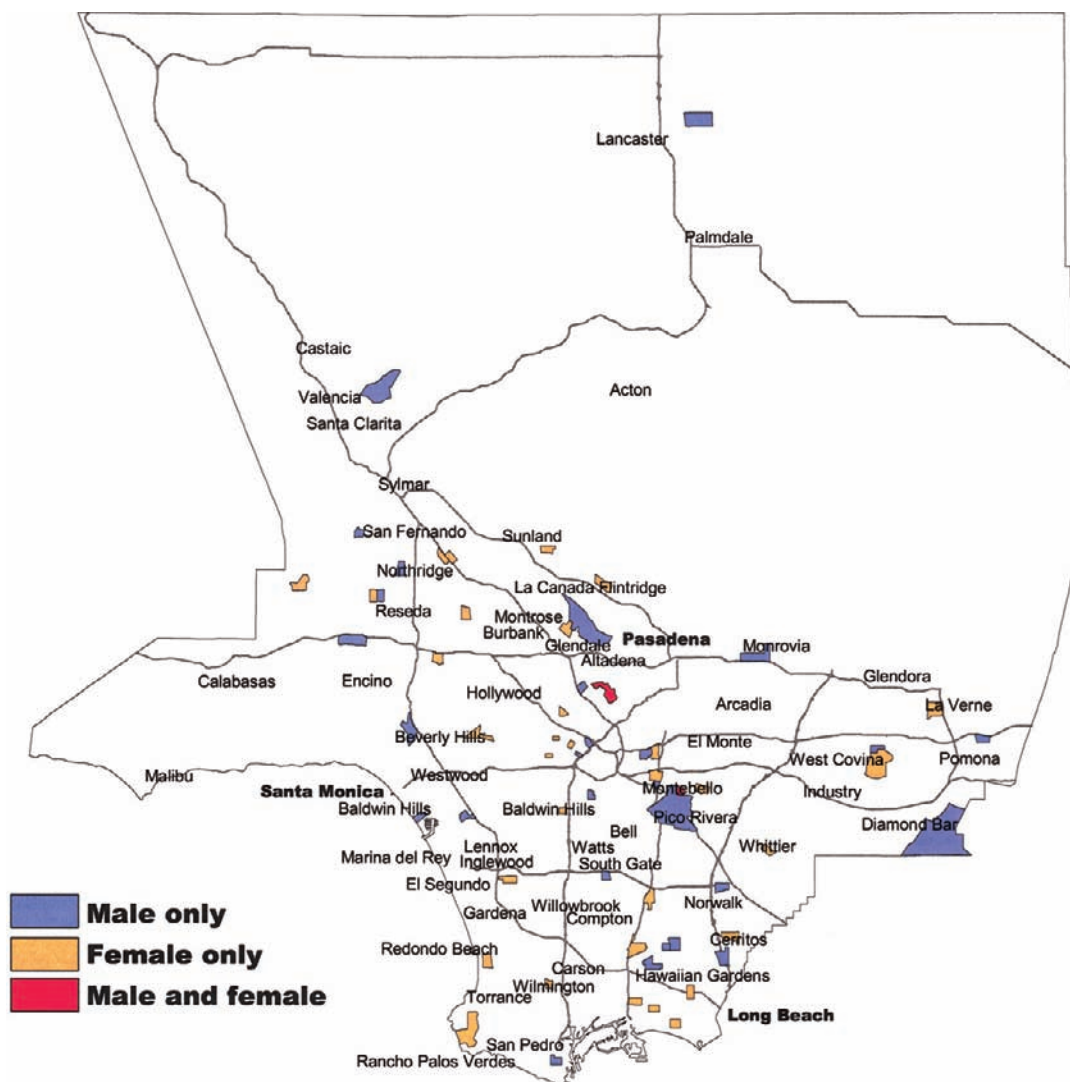 Lancaster
Palmdale
Castaic
Acton
Valencia
Santa Clarita
Sylmar
San Fernando
Sunland
Northridge
La Canada Flintridge
Reseda
Montrose
Burbank
Pasadena
Glendale
Monrovia
Altadena
Glendora
Calabasas
Encino
Hollywood
Arcadia
La Verne
Beverly Hills
El Monte
West Covina
Pomona
Malibu
Westwood
Santa Monica
Montebello
Industry
Baldwin Hills
Baldwin Hills
Pico Rivera
Diamond Bar
Bell
Lennox
Watts
Whittier
Marina del Rey
Inglewood
South Gate
El Segundo
Willowbrook
Norwalk
Gardena
Compton
Male only
Cerritos
Redondo Beach
Female only
Carson
Hawaiian Gardens
Wilmington
Torrance
Male and female
Long Beach
San Pedro
Rancho Palos Verdes